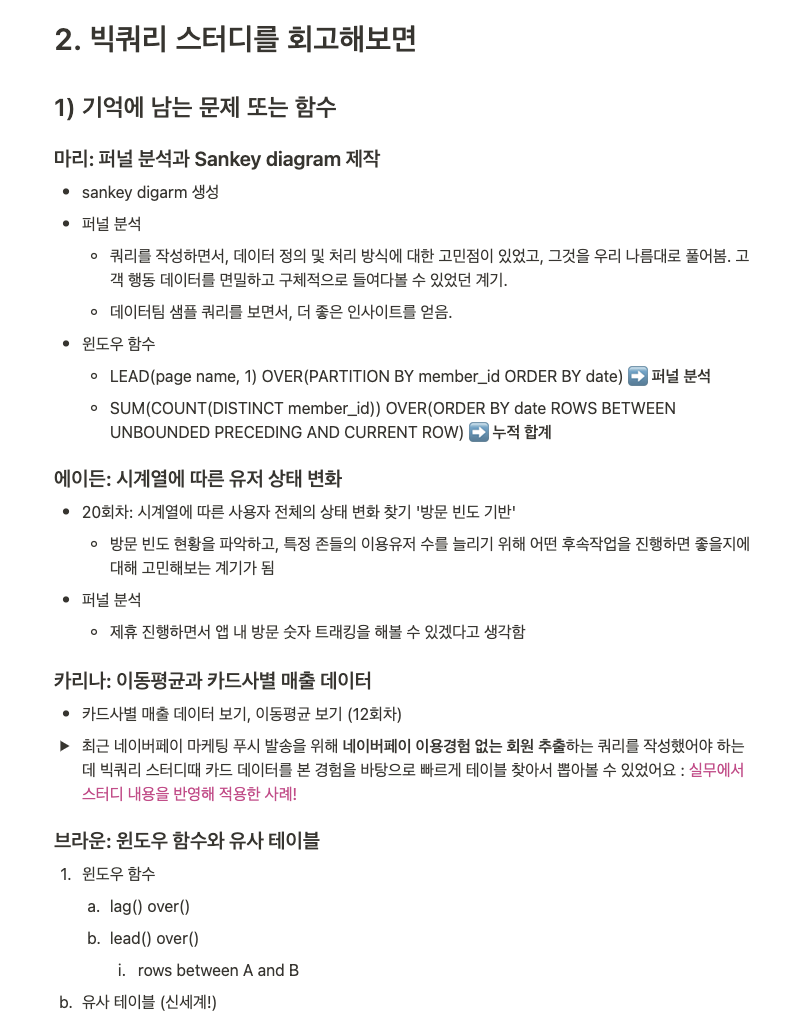 2. 빅쿼리 스터디를 회고해보면
1) 기억에 남는 문제 또는 함수
마리: 퍼널 분석과 Sankey diagram 제작
• sankey digarm 생성
• 퍼널 분석
◦ 쿼리를 작성하면서, 데이터 정의 및 처리 방식에 대한 고민점이 있었고, 그것을 우리 나름대로 풀어봄. 고
객 행동 데이터를 면밀하고 구체적으로 들여다볼 수 있었던 계기.
◦ 데이터팀 샘플 쿼리를 보면서, 더 좋은 인사이트를 얻음.
• 윈도우 함수
◦ LEAD(page name, 1) OVER(PARTITION BY member_id ORDER BY date) ➡️ 퍼널 분석
◦ SUM(COUNT(DISTINCT member_id)) OVER(ORDER BY date ROWS BETWEEN
UNBOUNDED PRECEDING AND CURRENT ROW) ➡️ 누적 합계
에이든: 시계열에 따른 유저 상태 변화
• 20회차: 시계열에 따른 사용자 전체의 상태 변화 찾기 '방문 빈도 기반'
◦ 방문 빈도 현황을 파악하고, 특정 존들의 이용유저 수를 늘리기 위해 어떤 후속작업을 진행하면 좋을지에
대해 고민해보는 계기가 됨
• 퍼널 분석
◦ 제휴 진행하면서 앱 내 방문 숫자 트래킹을 해볼 수 있겠다고 생각함
카리나: 이동평균과 카드사별 매출 데이터
• 카드사별 매출 데이터 보기, 이동평균 보기 (12회차)
▶ 최근 네이버페이 마케팅 푸시 발송을 위해 네이버페이 이용경험 없는 회원 추출하는 쿼리를 작성했어야 하는
데 빅쿼리 스터디때 카드 데이터를 본 경험을 바탕으로 빠르게 테이블 찾아서 뽑아볼 수 있었어요 : 실무에서
스터디 내용을 반영해 적용한 사례!
브라운: 윈도우 함수와 유사 테이블
1. 윈도우 함수
a. lag() over()
b. lead() over()
i. rows between A and B
b. 유사 테이블 (신세계!)